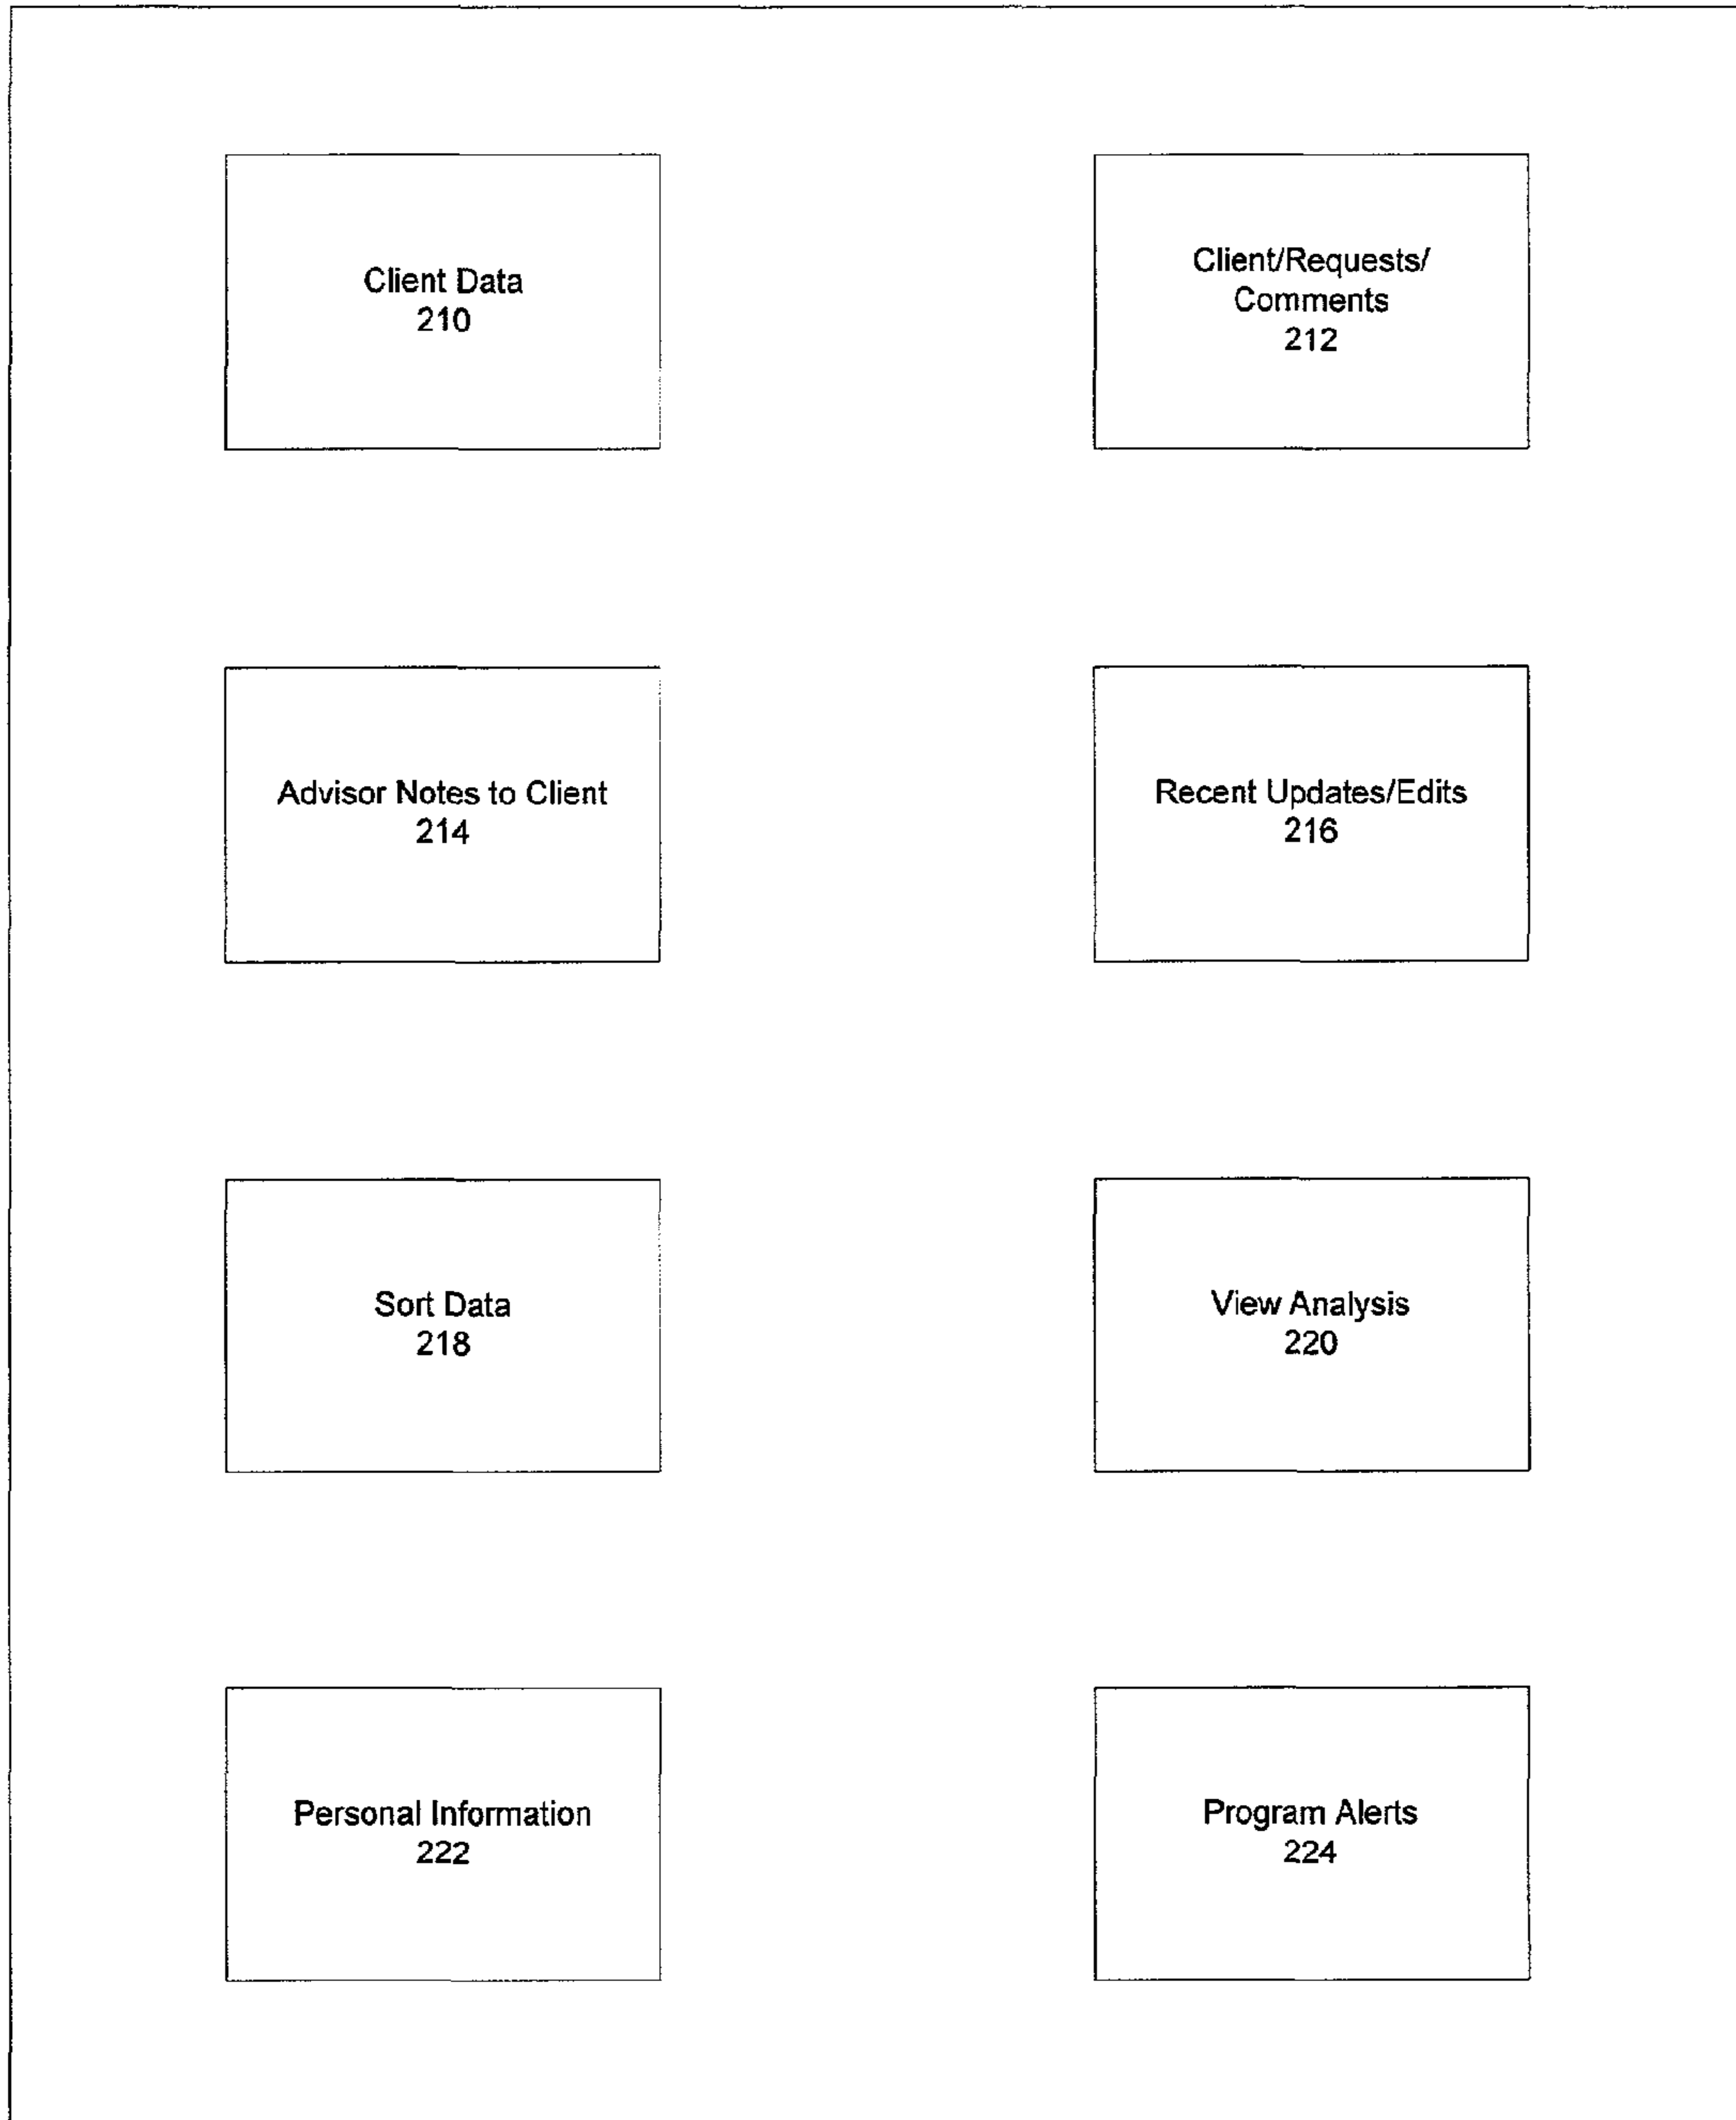 Client Data
210
Client/Requests/
Comments
212
Advisor Notes to Client
214
Recent Updates/Edits
216
Sort Data
218
View Analysis
220
Personal Information
222
Program Alerts
224